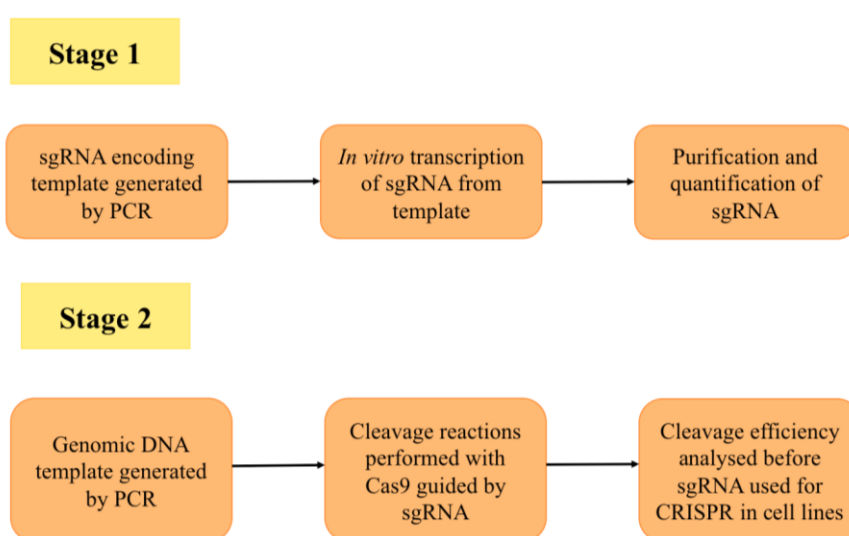 Stage 1
sgRNA encoding
template generated
by PCR
In vitro transcription
of sgRNA from
template
Purification and
quantification of
sgRNA
Stage 2
Genomic DNA
template generated
by PCR
Cleavage reactions
performed with
Cas9 guided by
sgRNA
Cleavage efficiency
analysed before
sgRNA used for
CRISPR in cell lines